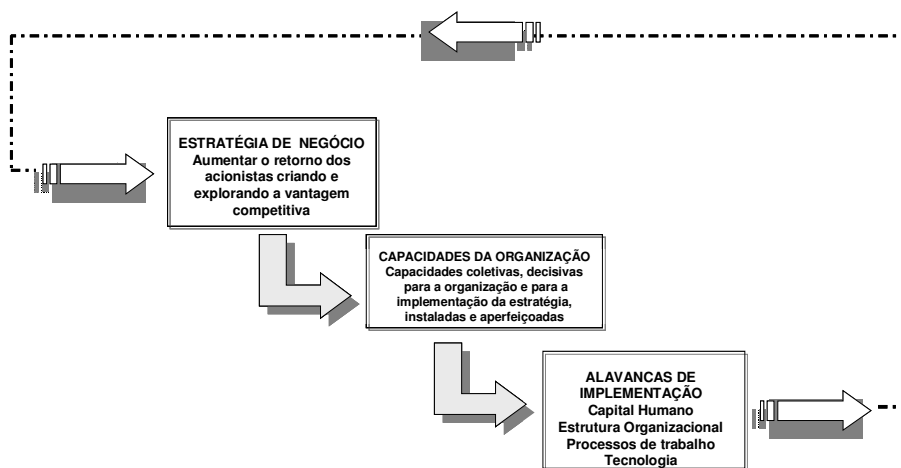 ESTRATÉGIA DE NEGÓCIO
Aumentar o retorno dos
acionistas criando e
explorando a vantagem
competitiva
CAPACIDADES DA ORGANIZAÇÃO
Capacidades coletivas, decisivas
para a organização e para a
implementação da estratégia,
instaladas e aperfeiçoadas
ALAVANCAS DE
IMPLEMENTAÇÃO
Capital Humano
Estrutura Organizacional
Processos de trabalho
Tecnologia